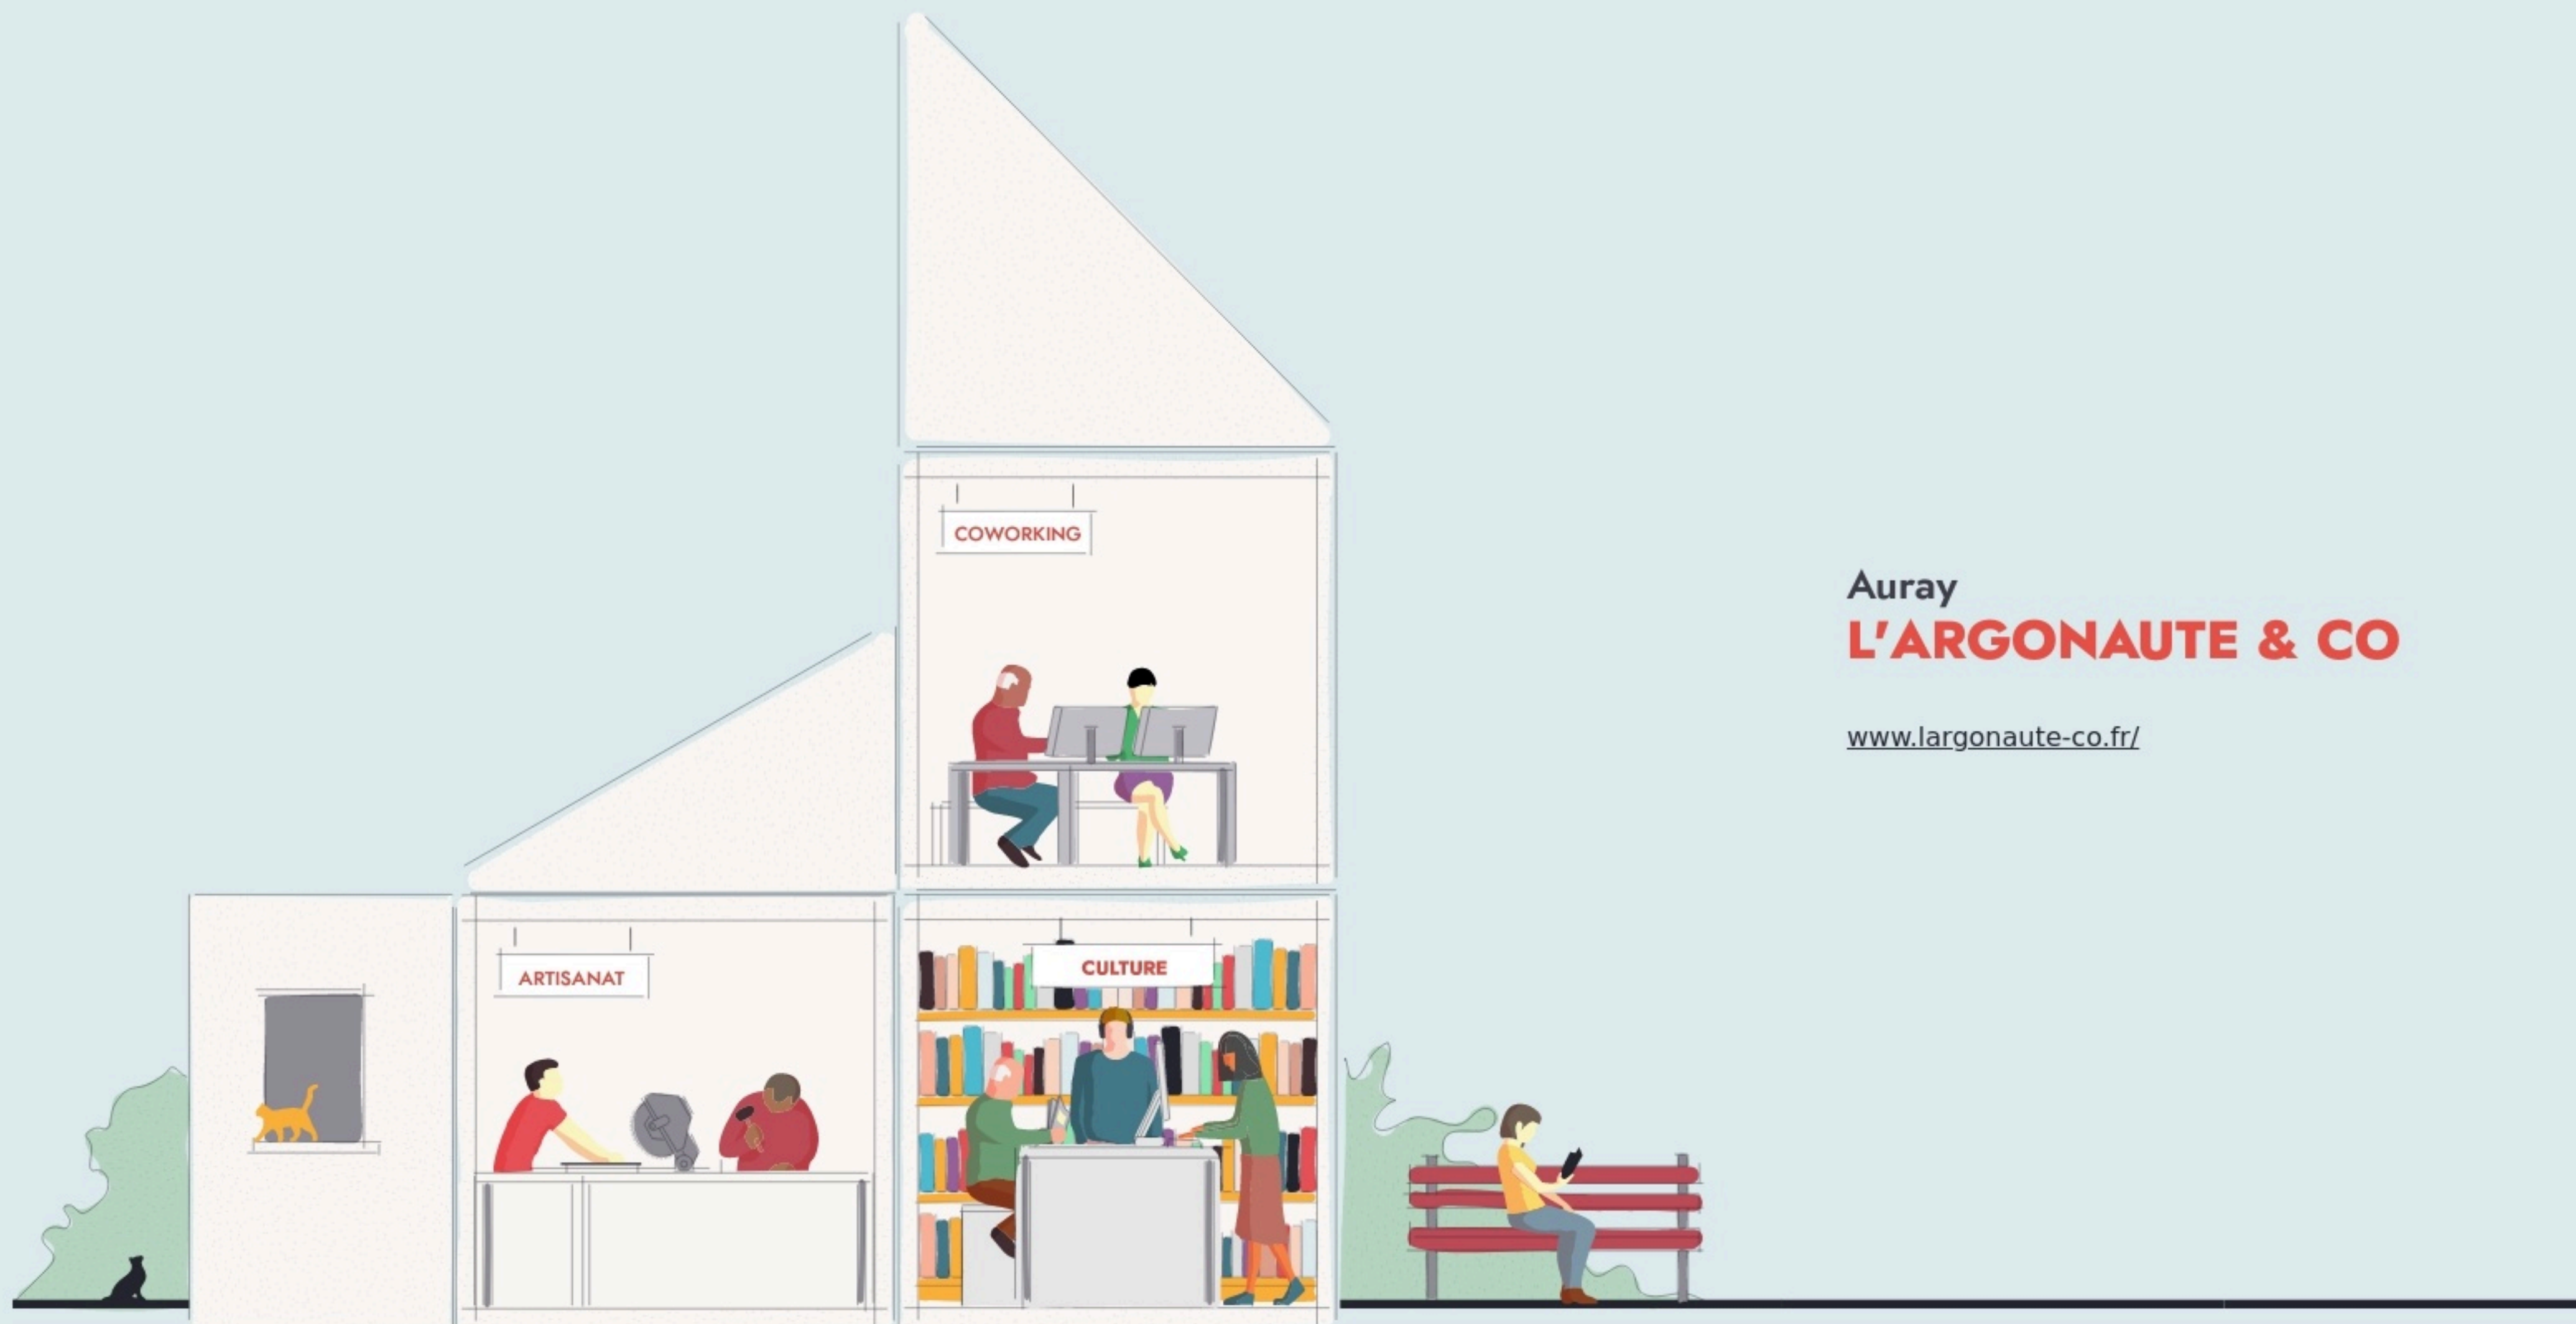 COWORKING
Auray
L'ARGONAUTE & CO
www.largonaute-co.fr/
ARTISANAT
CULTURE